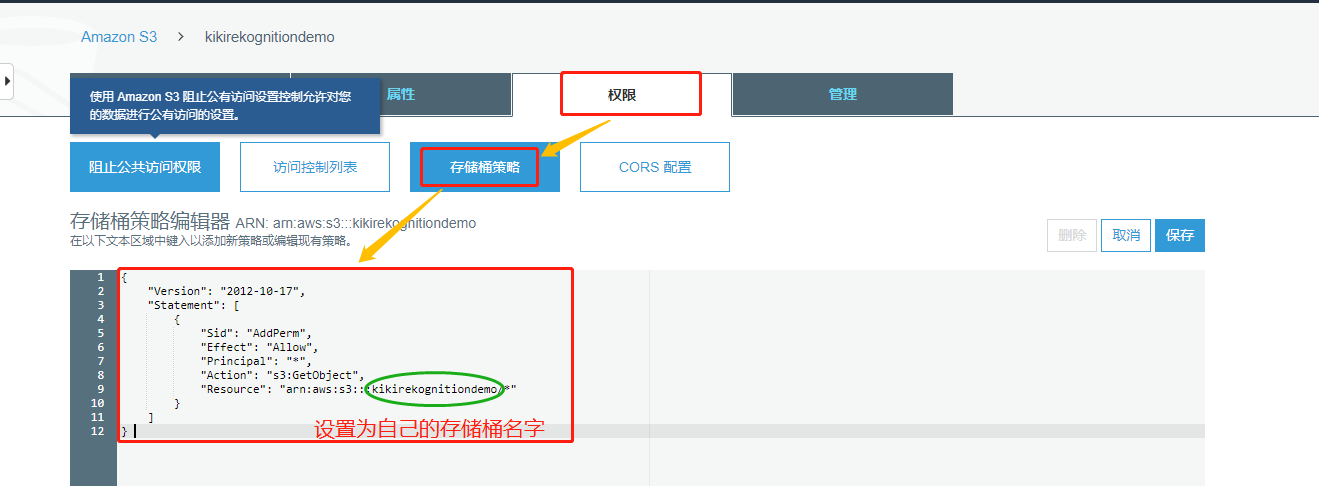 Amazon S3 > kikirekognitiondemo
使用 Amazon S3 阻止公有访问设置控制允许对您
的数据进行公有访问的设置。
属性
权限
管理
阻止公共访问权限
访问控制列表
存储桶策略
CORS 配置
存储桶策略编辑器 ARN: arn:aws:s3:::kikirekognitiondemo
在以下文本区域中键入以添加新策略或编辑现有策略。
删除
取消
保存
1 {
2 "Version": "2012-10-17",
3 "Statement": [
4 {
5 "Sid": "AddPerm",
6 "Effect": "Allow",
7 "Principal": "*",
8 "Action": "s3:GetObject",
9 "Resource": "arn:aws:s3:::kikirekognitiondemo/*"
10 }
11 ]
12 }
设置为自己的存储桶名字